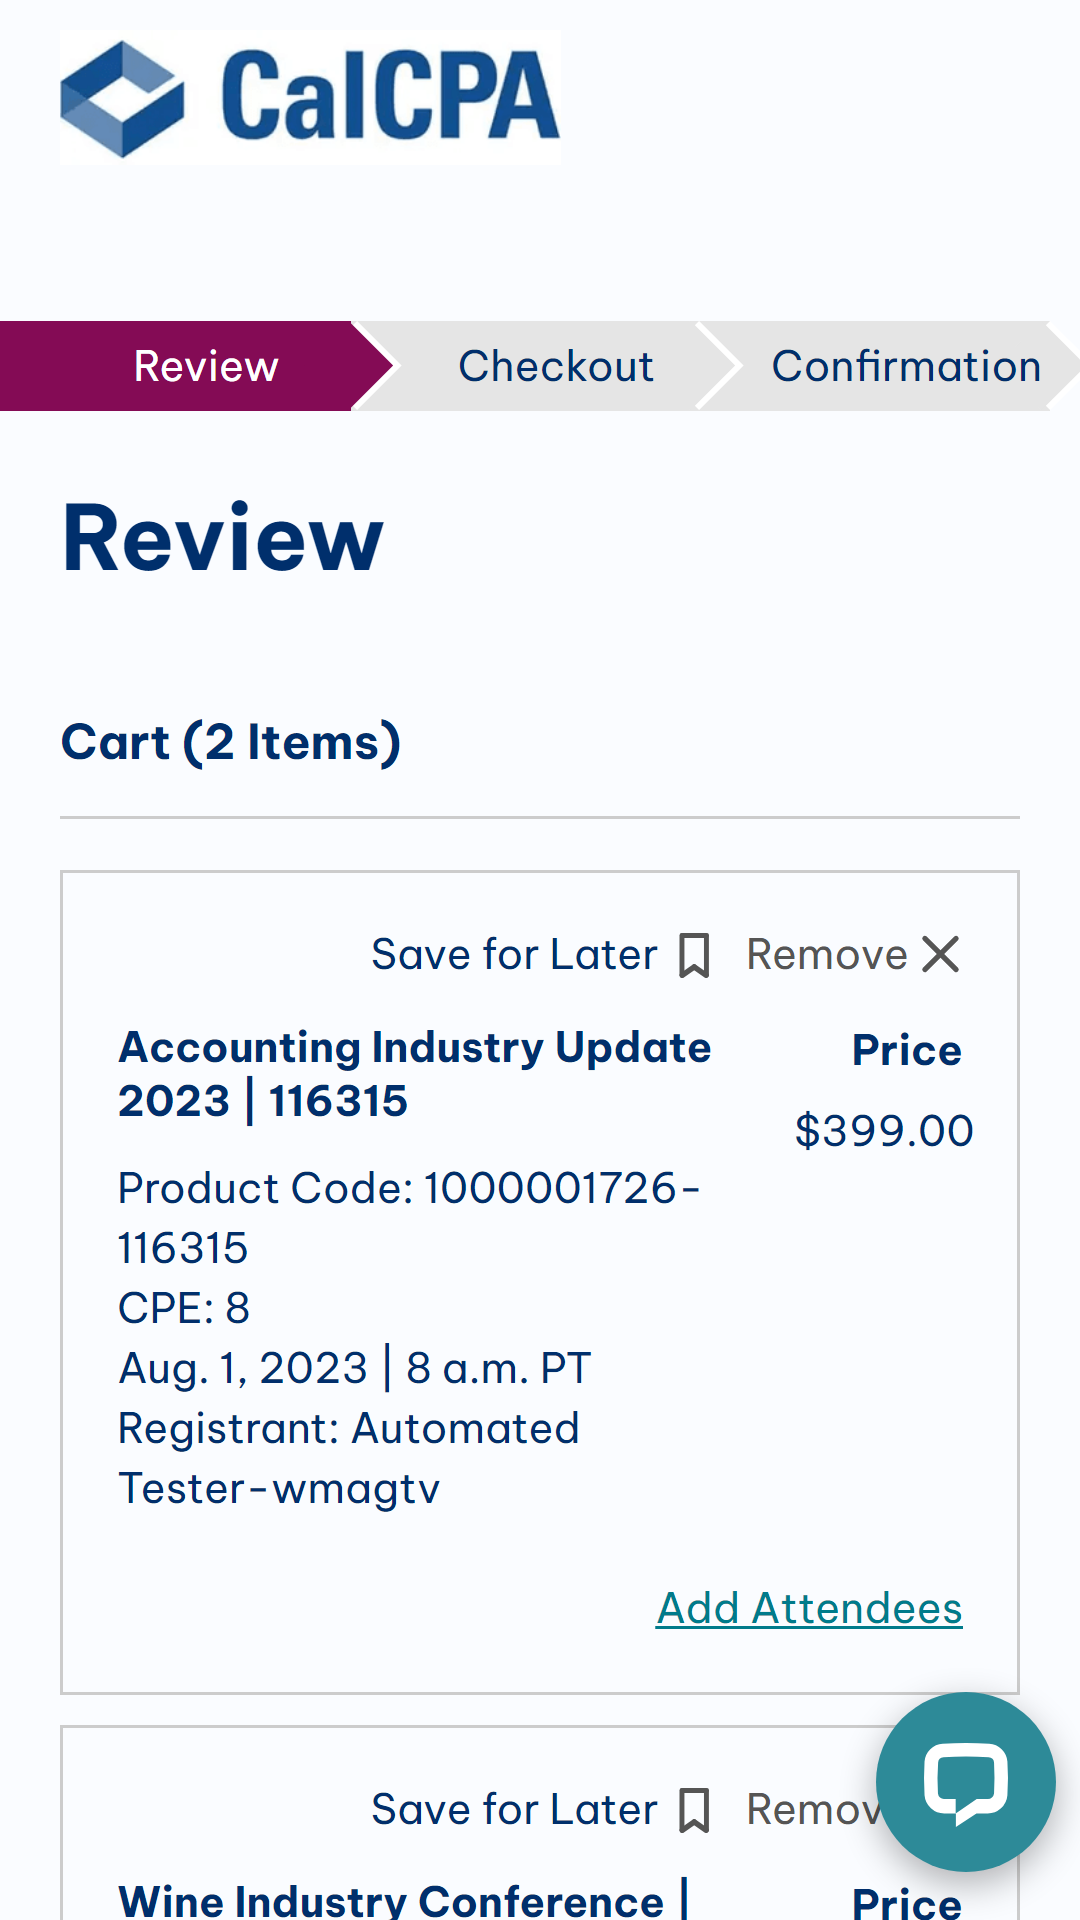 CalCPA
Review
Checkout
Confirmation
Review
Cart (2 Items)
Save for Later
Remove
Accounting Industry Update
2023 | 116315
Price
$399.00
Product Code: 1000001726-
116315
CPE: 8
Aug. 1, 2023 | 8 a.m. PT
Registrant: Automated
Tester-wmagtv
Add Attendees
Save for Later
Remov
Wine Industry Conference |
Price